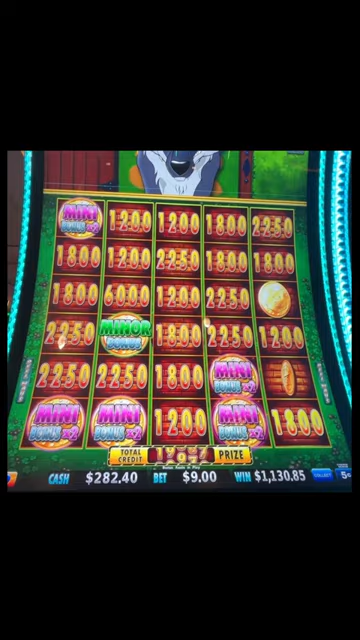 MINI BONUS x2 1200 1200 1800 2250
1800 1200 2250 1800 1800
1800 6000 1200 2250
2250 MINOR BONUS 1800 2250 1200
2250 2250 1800 MINI BONUS x2
MINI BONUS x2 MINI BONUS x2 1200 MINI BONUS x2 1800
TOTAL CREDIT PRIZE
CASH $282.40 BET $9.00 WIN $1,130.85 COLLECT 5¢